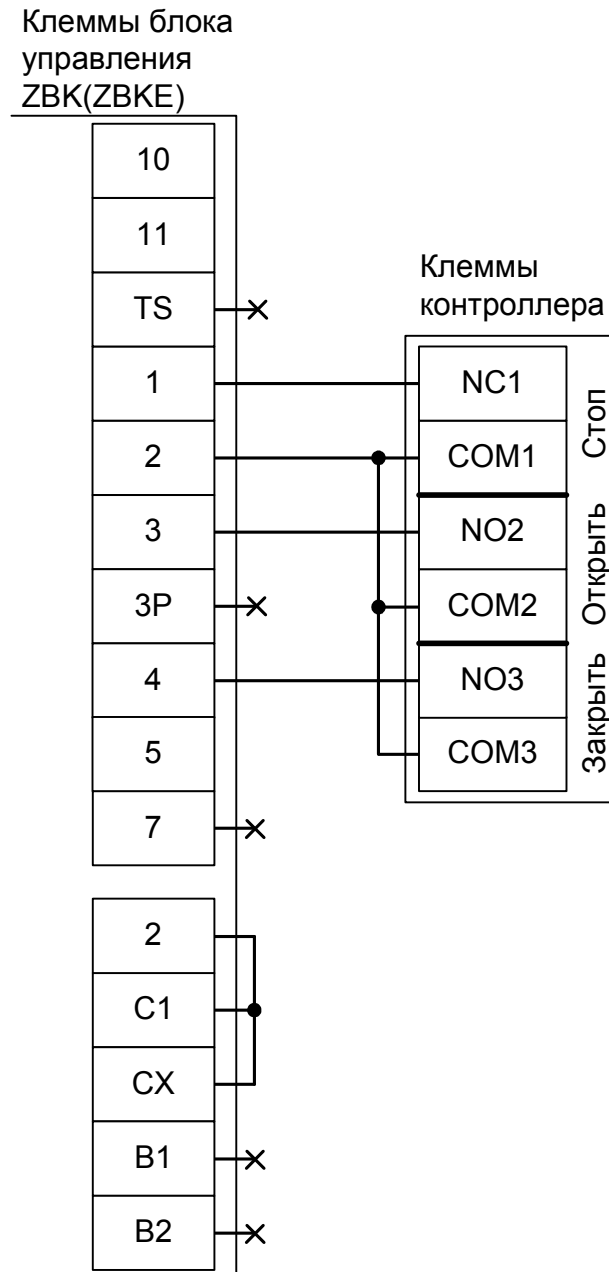 Клеммы блока
управления
ZBK(ZBKE)
10
11
TS
1
2
3
3P
4
5
7
2
C1
CX
B1
B2
Клеммы
контроллера
NC1
COM1
NO2
COM2
NO3
COM3
Стоп
Открыть
Закрыть